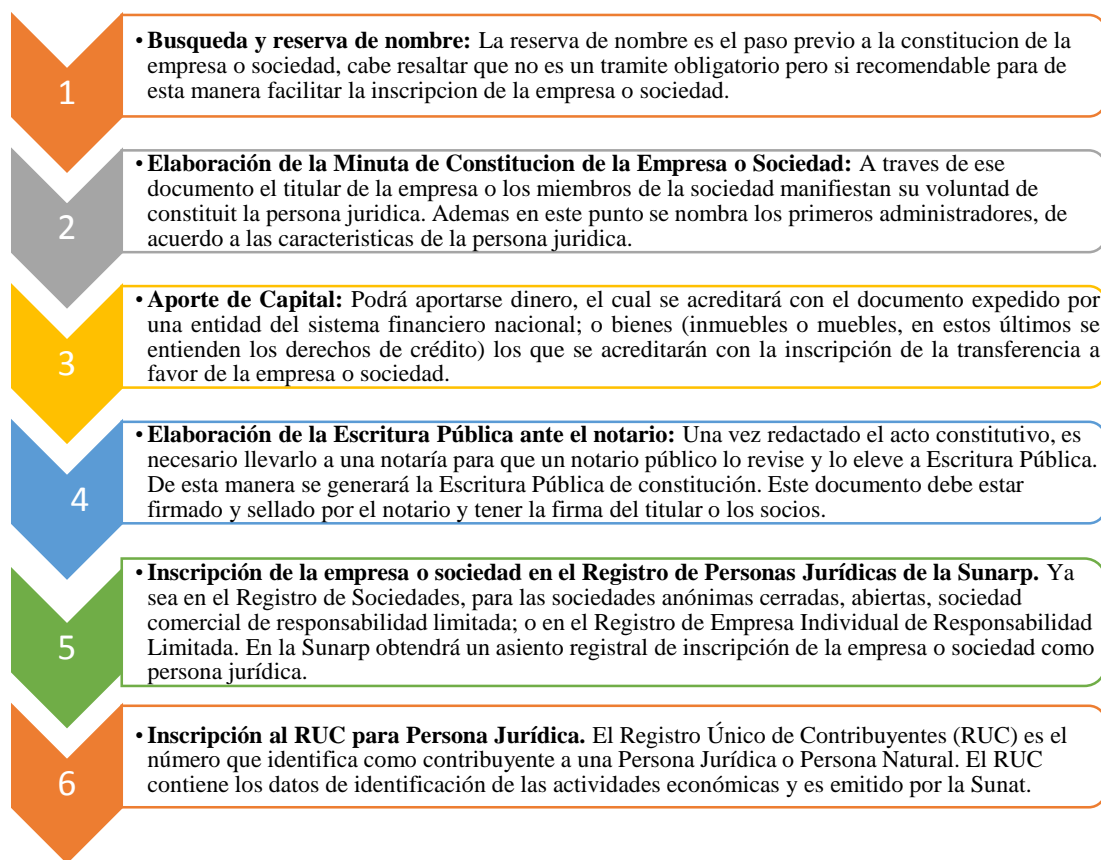 1
• Busqueda y reserva de nombre: La reserva de nombre es el paso previo a la constitucion de la
empresa o sociedad, cabe resaltar que no es un tramite obligatorio pero si recomendable para de
esta manera facilitar la inscripcion de la empresa o sociedad.
2
• Elaboración de la Minuta de Constitucion de la Empresa o Sociedad: A traves de ese
documento el titular de la empresa o los miembros de la sociedad manifiestan su voluntad de
constituit la persona juridica. Ademas en este punto se nombra los primeros administradores, de
acuerdo a las caracteristicas de la persona juridica.
3
• Aporte de Capital: Podrá aportarse dinero, el cual se acreditará con el documento expedido por
una entidad del sistema financiero nacional; o bienes (inmuebles o muebles, en estos últimos se
entienden los derechos de crédito) los que se acreditarán con la inscripción de la transferencia a
favor de la empresa o sociedad.
4
• Elaboración de la Escritura Pública ante el notario: Una vez redactado el acto constitutivo, es
necesario llevarlo a una notaría para que un notario público lo revise y lo eleve a Escritura Pública.
De esta manera se generará la Escritura Pública de constitución. Este documento debe estar
firmado y sellado por el notario y tener la firma del titular o los socios.
5
• Inscripción de la empresa o sociedad en el Registro de Personas Jurídicas de la Sunarp. Ya
sea en el Registro de Sociedades, para las sociedades anónimas cerradas, abiertas, sociedad
comercial de responsabilidad limitada; o en el Registro de Empresa Individual de Responsabilidad
Limitada. En la Sunarp obtendrá un asiento registral de inscripción de la empresa o sociedad como
persona jurídica.
6
• Inscripción al RUC para Persona Jurídica. El Registro Único de Contribuyentes (RUC) es el
número que identifica como contribuyente a una Persona Jurídica o Persona Natural. El RUC
contiene los datos de identificación de las actividades económicas y es emitido por la Sunat.